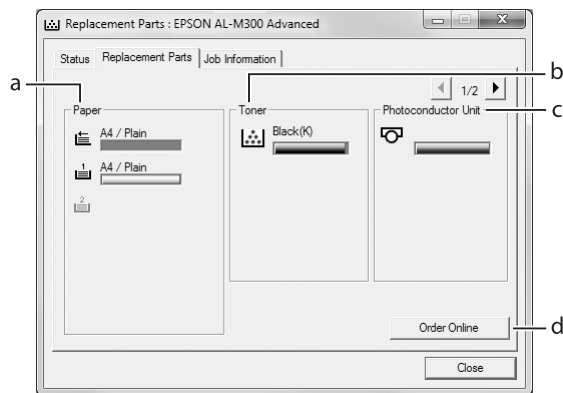 Replacement Parts : EPSON AL-M300 Advanced
Status Replacement Parts Job Information
a
b
1/2
c
Paper
Toner
Photoconductor Unit
A4 / Plain
Black(K)
1 A4 / Plain
2
Order Online
d
Close